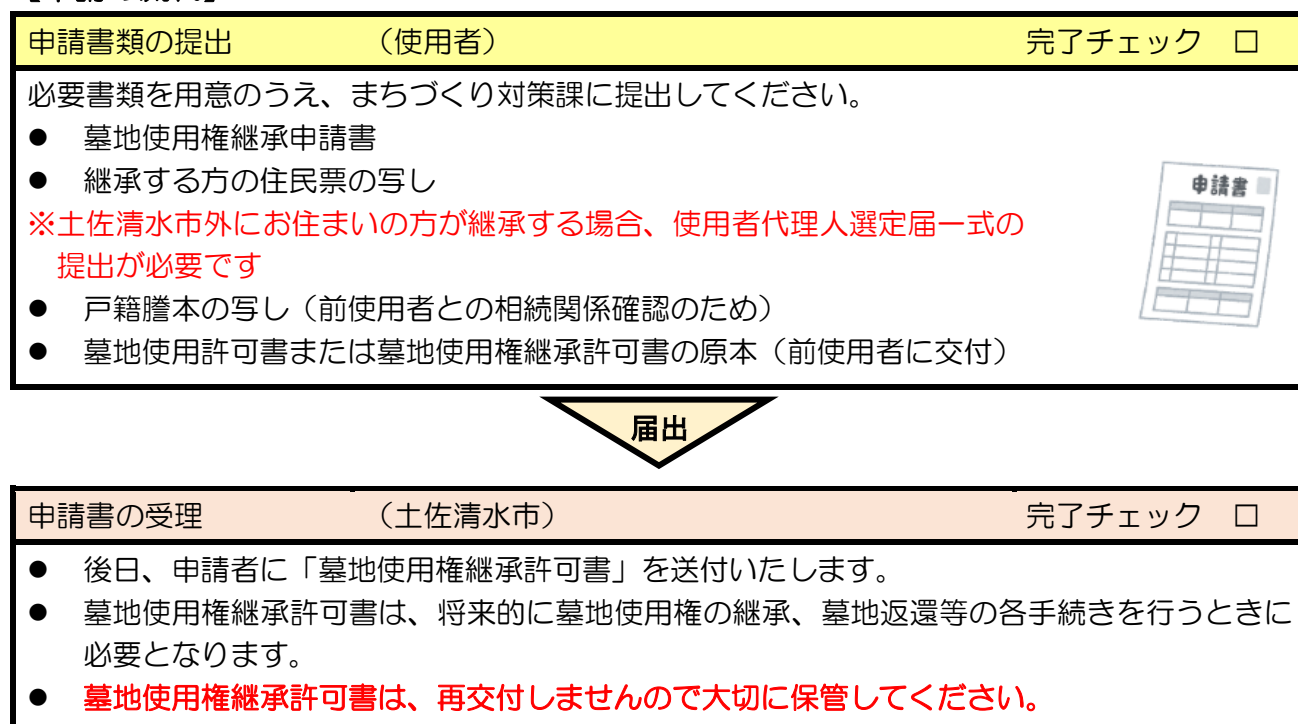 申請書類の提出 （使用者） 完了チェック □
必要書類を用意のうえ、まちづくり対策課に提出してください。
● 墓地使用権継承申請書
● 継承する方の住民票の写し
※土佐清水市外にお住まいの方が継承する場合、使用者代理人選定届一式の
提出が必要です
● 戸籍謄本の写し（前使用者との相続関係確認のため）
● 墓地使用許可書または墓地使用権継承許可書の原本（前使用者に交付）
申請書
届出
申請書の受理 （土佐清水市） 完了チェック □
● 後日、申請者に「墓地使用権継承許可書」を送付いたします。
● 墓地使用権継承許可書は、将来的に墓地使用権の継承、墓地返還等の各手続きを行うときに
必要となります。
● 墓地使用権継承許可書は、再交付しませんので大切に保管してください。